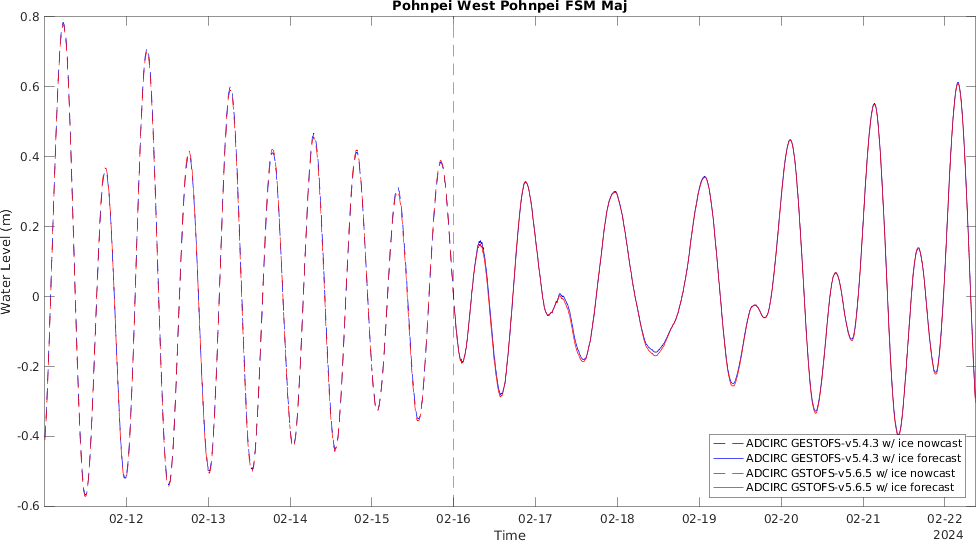 Pohnpei West Pohnpei FSM Maj
0.8
0.6
0.4
0.2
0
-0.2
-0.4
-0.6
Water Level (m)
ADCIRC GESTOFS-v5.4.3 w/ ice nowcast
ADCIRC GESTOFS-v5.4.3 w/ ice forecast
ADCIRC GSTOFS-v5.6.5 w/ ice nowcast
ADCIRC GSTOFS-v5.6.5 w/ ice forecast
02-12 02-13 02-14 02-15 02-16 02-17 02-18 02-19 02-20 02-21 02-22
Time
2024